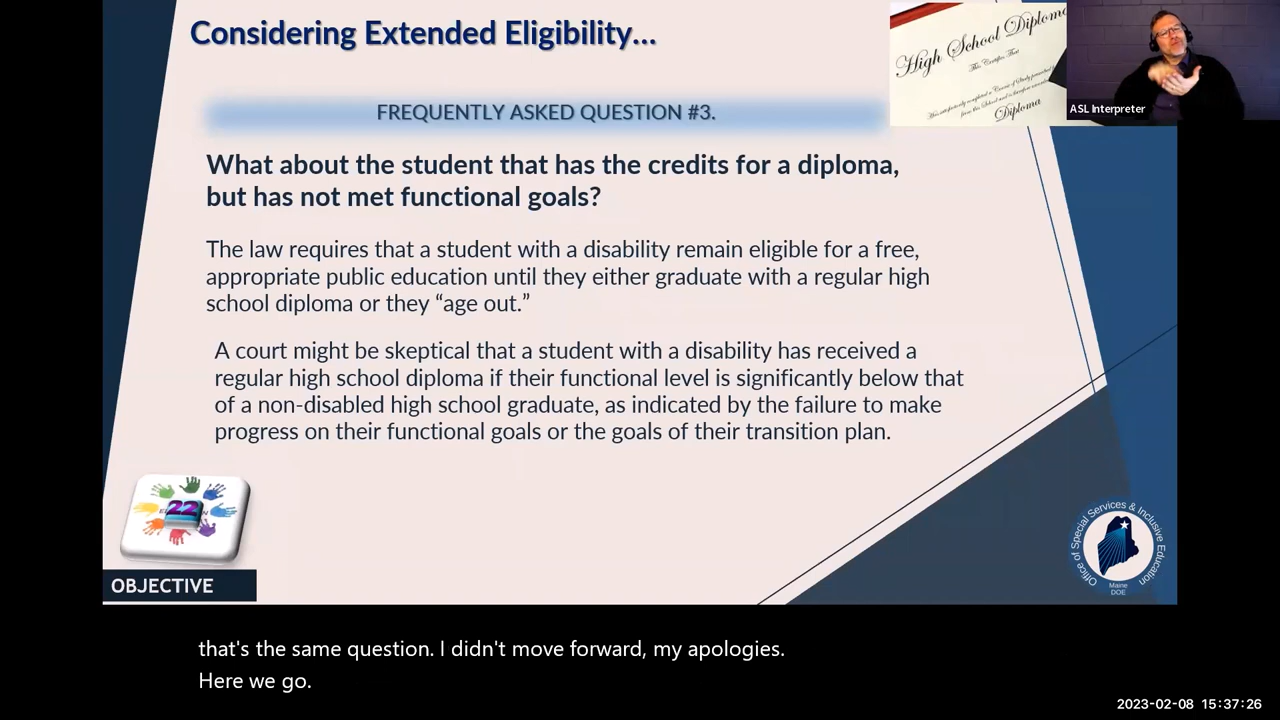 Considering Extended Eligibility...
High School Diploma
This Certifies That
Diploma
ASL Interpreter
FREQUENTLY ASKED QUESTION #3.
What about the student that has the credits for a diploma,
but has not met functional goals?
The law requires that a student with a disability remain eligible for a free,
appropriate public education until they either graduate with a regular high
school diploma or they “age out.”
A court might be skeptical that a student with a disability has received a
regular high school diploma if their functional level is significantly below that
of a non-disabled high school graduate, as indicated by the failure to make
progress on their functional goals or the goals of their transition plan.
22
OBJECTIVE
Office of Special Services & Inclusive Education
Maine
DOE
that's the same question. I didn't move forward, my apologies.
Here we go.
2023-02-08 15:37:26